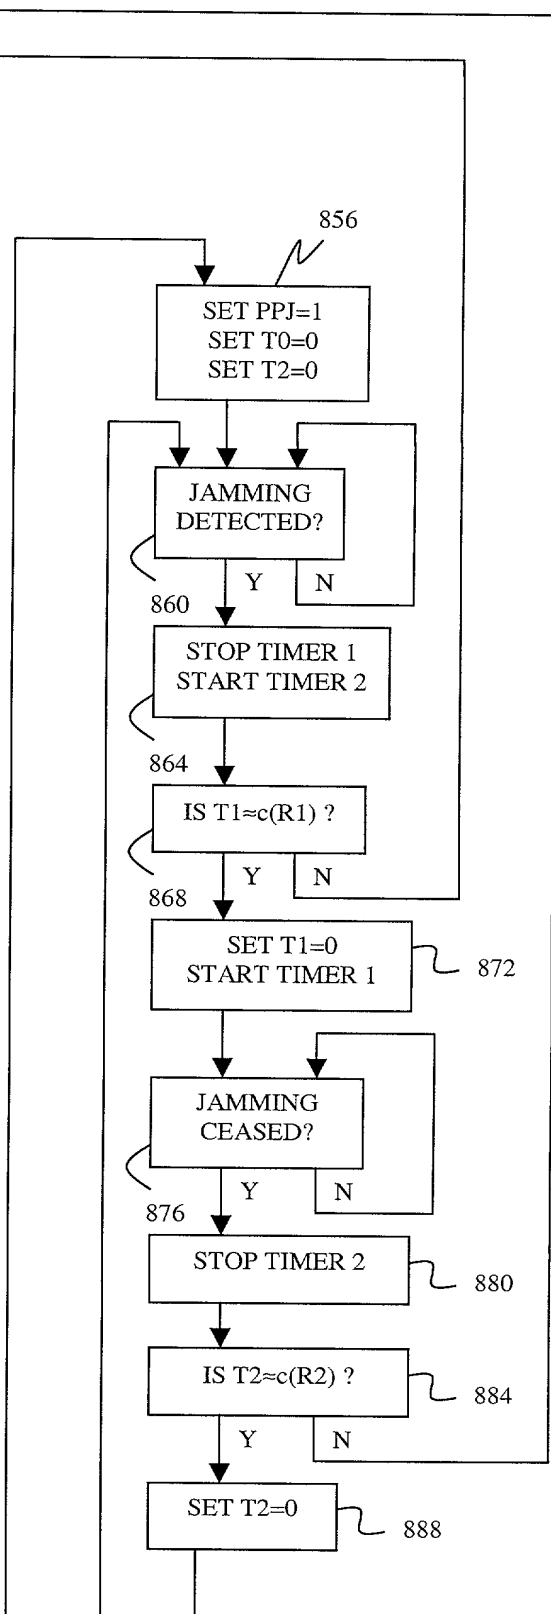 856
SET PPJ=1
SET T0=0
SET T2=0
JAMMING
DETECTED?
Y
N
860
STOP TIMER 1
START TIMER 2
864
IS T1≈c(R1) ?
Y
N
868
SET T1=0
START TIMER 1
872
JAMMING
CEASED?
Y
N
876
STOP TIMER 2
880
IS T2≈c(R2) ?
884
Y
N
SET T2=0
888